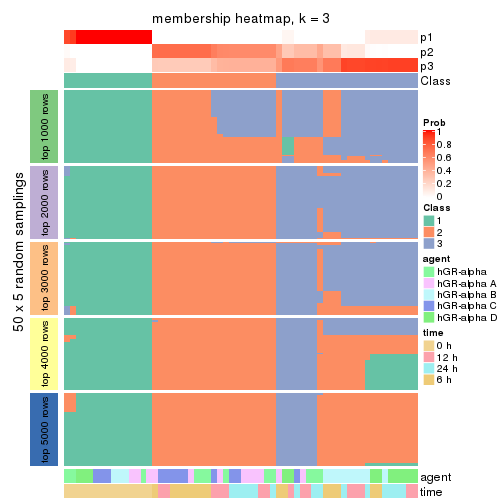 membership heatmap, k = 3
p1
p2
p3
Class
50 x 5 random samplings
top 1000 rows
top 2000 rows
top 3000 rows
top 4000 rows
top 5000 rows
agent
time
Prob
1
0.8
0.6
0.4
0.2
0
Class
1
2
3
agent
hGR-alpha
hGR-alpha A
hGR-alpha B
hGR-alpha C
hGR-alpha D
time
0 h
12 h
24 h
6 h